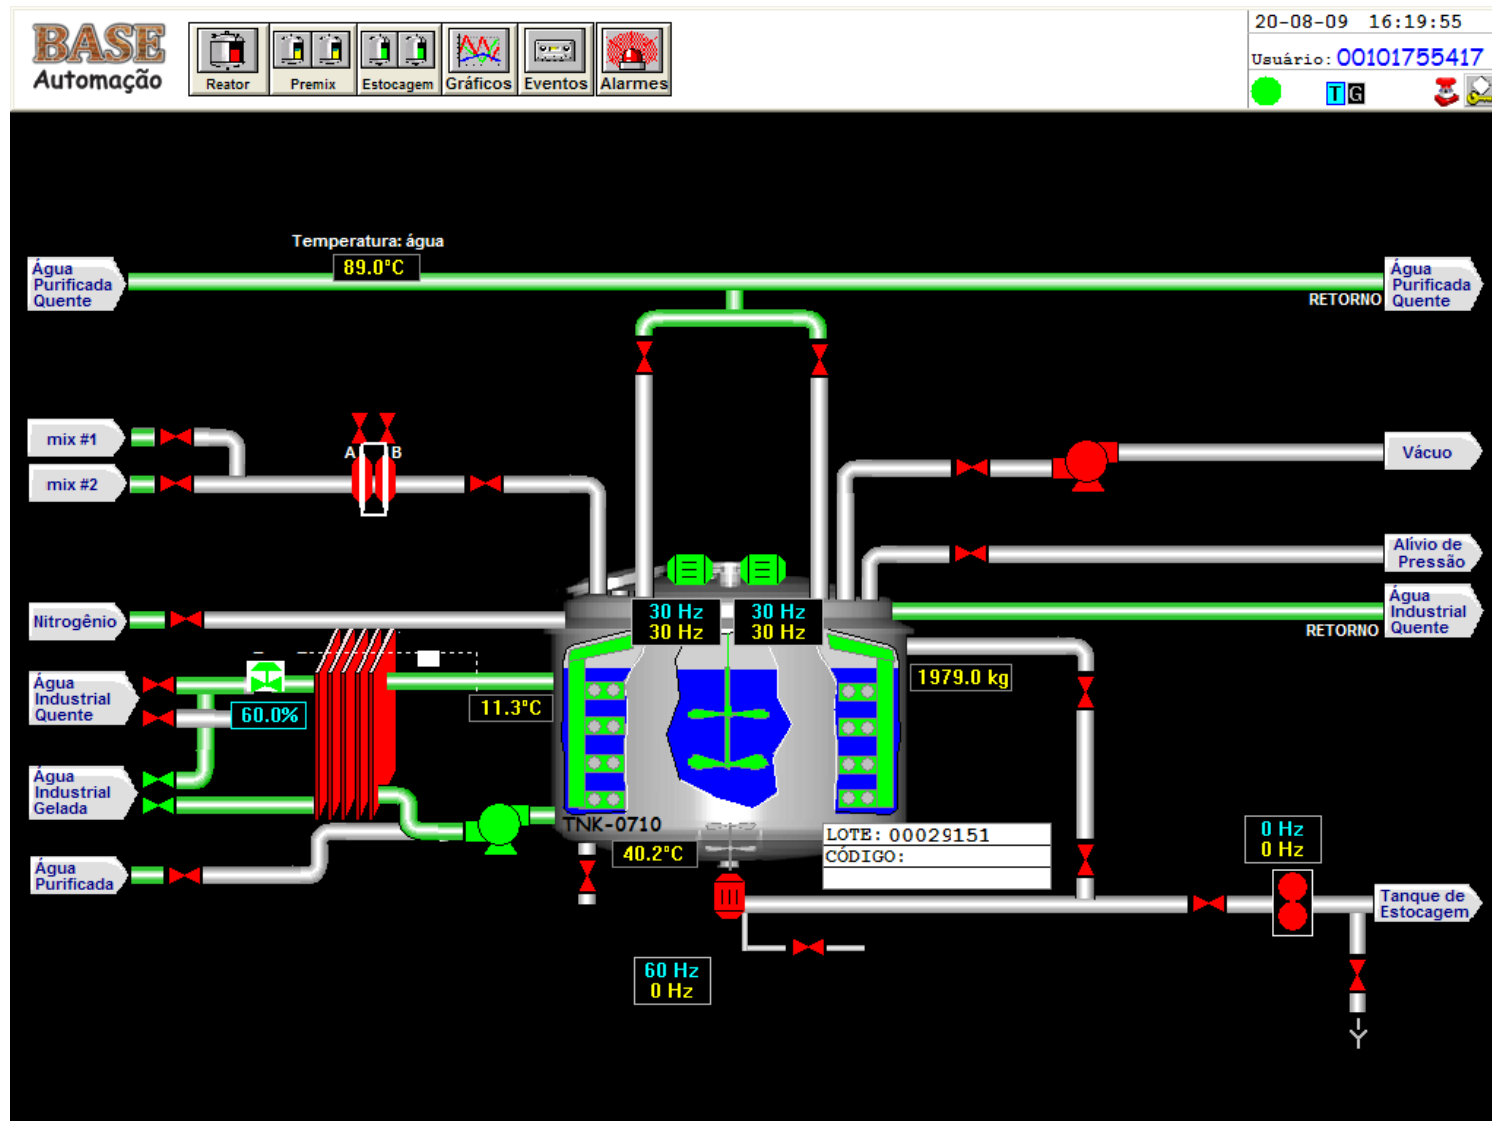 BASE
Automação
Reator
Premix
Estocagem
Gráficos
Eventos
Alarmes
20-08-09 16:19:55
Usuário: 00101755417
T G
Temperatura: água
89.0°C
Água
Purificada
Quente
Água
Purificada
Quente
RETORNO
mix #1
mix #2
A
B
Vácuo
Alívio de
Pressão
Nitrogênio
30 Hz
30 Hz
30 Hz
30 Hz
Água
Industrial
Quente
RETORNO
Água
Industrial
Quente
60.0%
11.3°C
1979.0 kg
Água
Industrial
Gelada
TNK-0710
40.2°C
LOTE: 00029151
CÓDIGO:
0 Hz
0 Hz
Água
Purificada
Tanque de
Estocagem
60 Hz
0 Hz